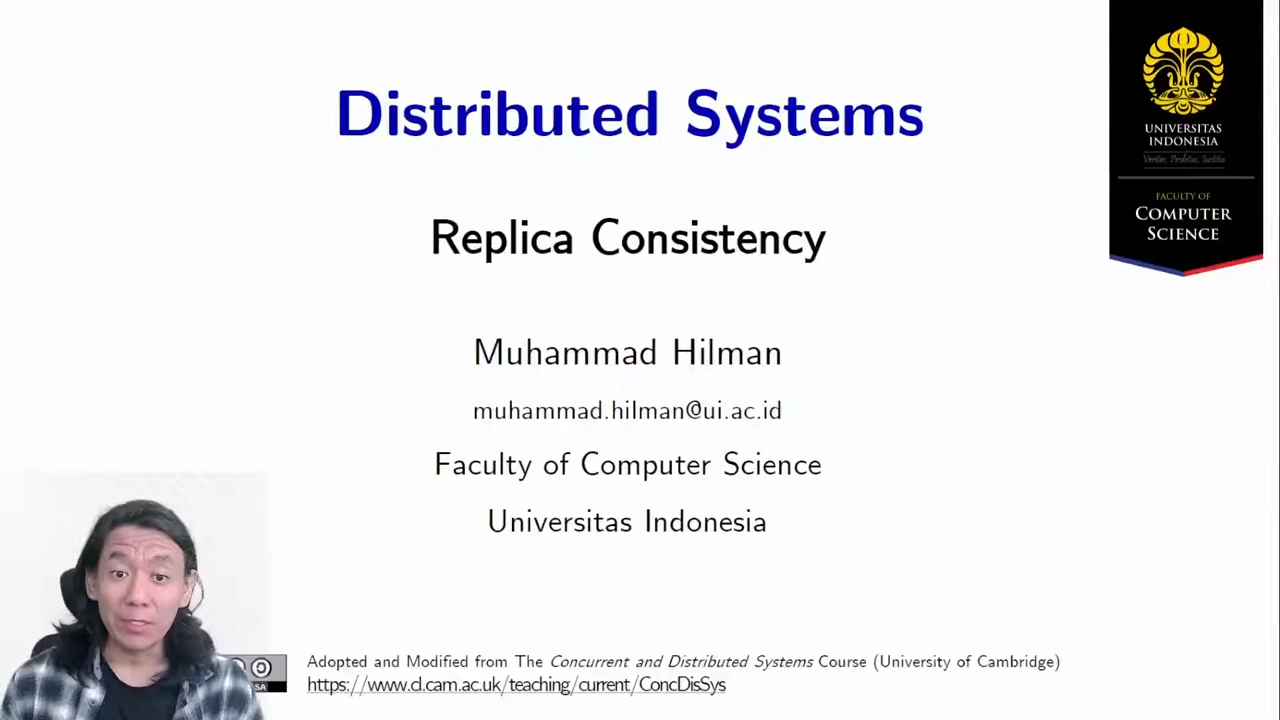 Distributed Systems
Replica Consistency
Muhammad Hilman
muhammad.hilman@ui.ac.id
Faculty of Computer Science
Universitas Indonesia
UNIVERSITAS
INDONESIA
Veritas, Probitas, Iustitia
FACULTY OF
COMPUTER
SCIENCE
SA
Adopted and Modified from The Concurrent and Distributed Systems Course (University of Cambridge)
https://www.cl.cam.ac.uk/teaching/current/ConcDisSys